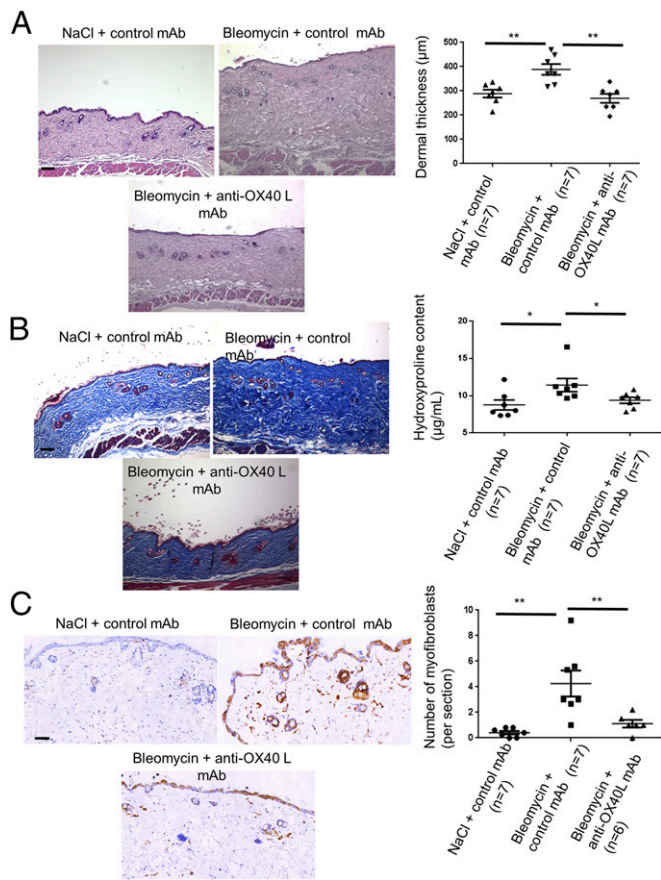 A
NaCl + control mAb
Bleomycin + control mAb
Bleomycin + anti-OX40 L
mAb
Dermal thickness (µm)
500
400
300
200
100
0
**
**
NaCl + control
mAb (n=7)
Bleomycin +
control mAb (n=7)
Bleomycin + anti-
OX40L mAb (n=7)
B
NaCl + control mAb
Bleomycin + control
mAb
Bleomycin + anti-OX40 L
mAb
Hydroxyproline content
(µg/mL)
20
15
10
5
*
*
NaCl + control mAb
(n=7)
Bleomycin + control
mAb (n=7)
Bleomycin + anti-
OX40L mAb (n=7)
C
NaCl + control mAb
Bleomycin + control mAb
Bleomycin + anti-OX40 L
mAb
Number of myofibroblasts
(per section)
10
8
6
4
2
0
**
**
NaCl + control mAb
(n=7)
Bleomycin +
control mAb (n=7)
Bleomycin +
anti-OX40L mAb
(n=6)